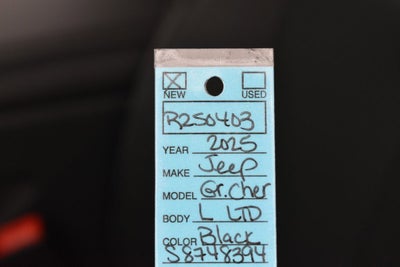 NEW USED
R250403
YEAR 2025
MAKE Jeep
MODEL Gr.Cher
BODY L LTD
COLOR Black
S8748394